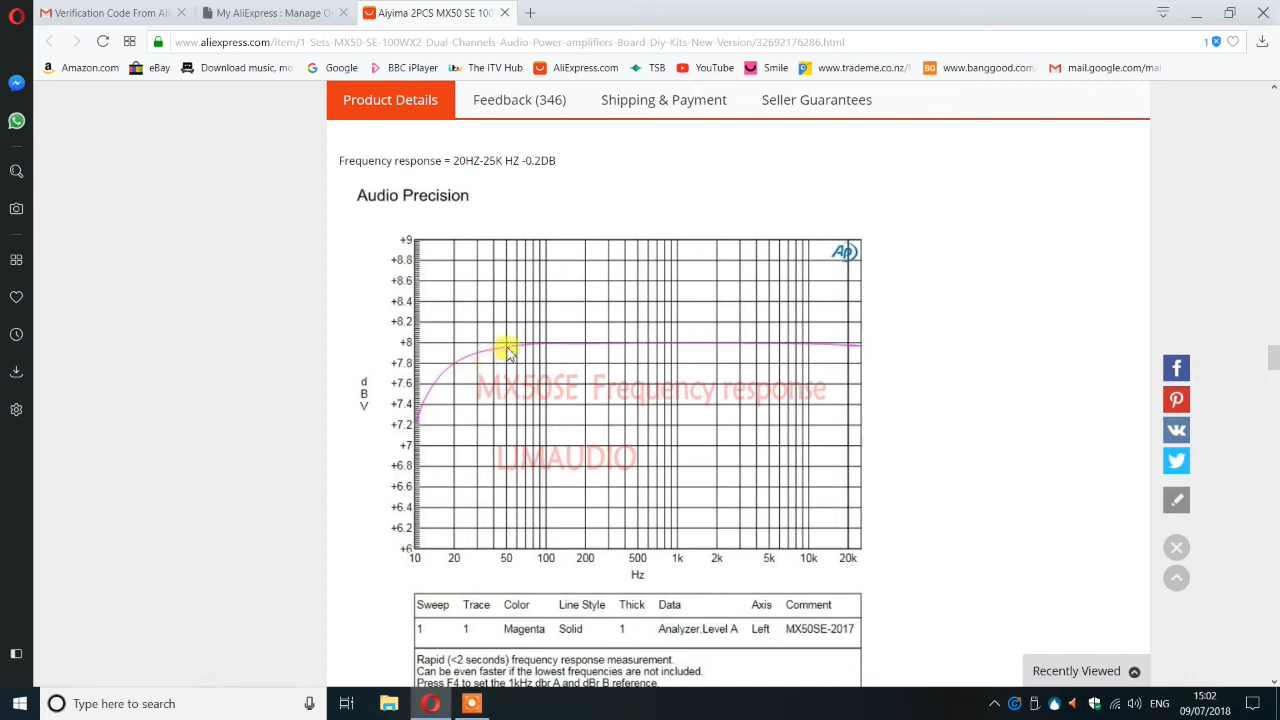 Verification Code From Ali
My AliExpress : Manage O
Aiyima 2PCS MX50 SE 100
www.aliexpress.com/item/1-Sets-MX50-SE-100WX2-Dual-Channels-Audio-Power-amplifiers-Board-Diy-Kits-New-Version/32692176286.html
1
Amazon.com
eBay
Download music, mo
Google
BBC iPlayer
The ITV Hub
AliExpress.com
TSB
YouTube
Smile
www.trademe.co.nz/
BG
www.banggood.com
mail.google.com/mai
Product Details
Feedback (346)
Shipping & Payment
Seller Guarantees
Frequency response = 20HZ-25K HZ -0.2DB
Audio Precision
Ap
+9
+8.8
+8.6
+8.4
+8.2
+8
+7.8
+7.6
+7.4
+7.2
+7
+6.8
+6.6
+6.4
+6.2
+6
d
B
V
MX50SE Frequency response
LIMAUDIO
10 20 50 100 200 500 1k 2k 5k 10k 20k
Hz
Sweep Trace Color Line Style Thick Data Axis Comment
1 1 Magenta Solid 1 Analyzer.Level A Left MX50SE-2017
Rapid (<2 seconds) frequency response measurement.
Can be even faster if the lowest frequencies are not included.
Press F4 to set the 1kHz dbr A and dBr B reference.
Recently Viewed
Type here to search
ENG
15:02
09/07/2018